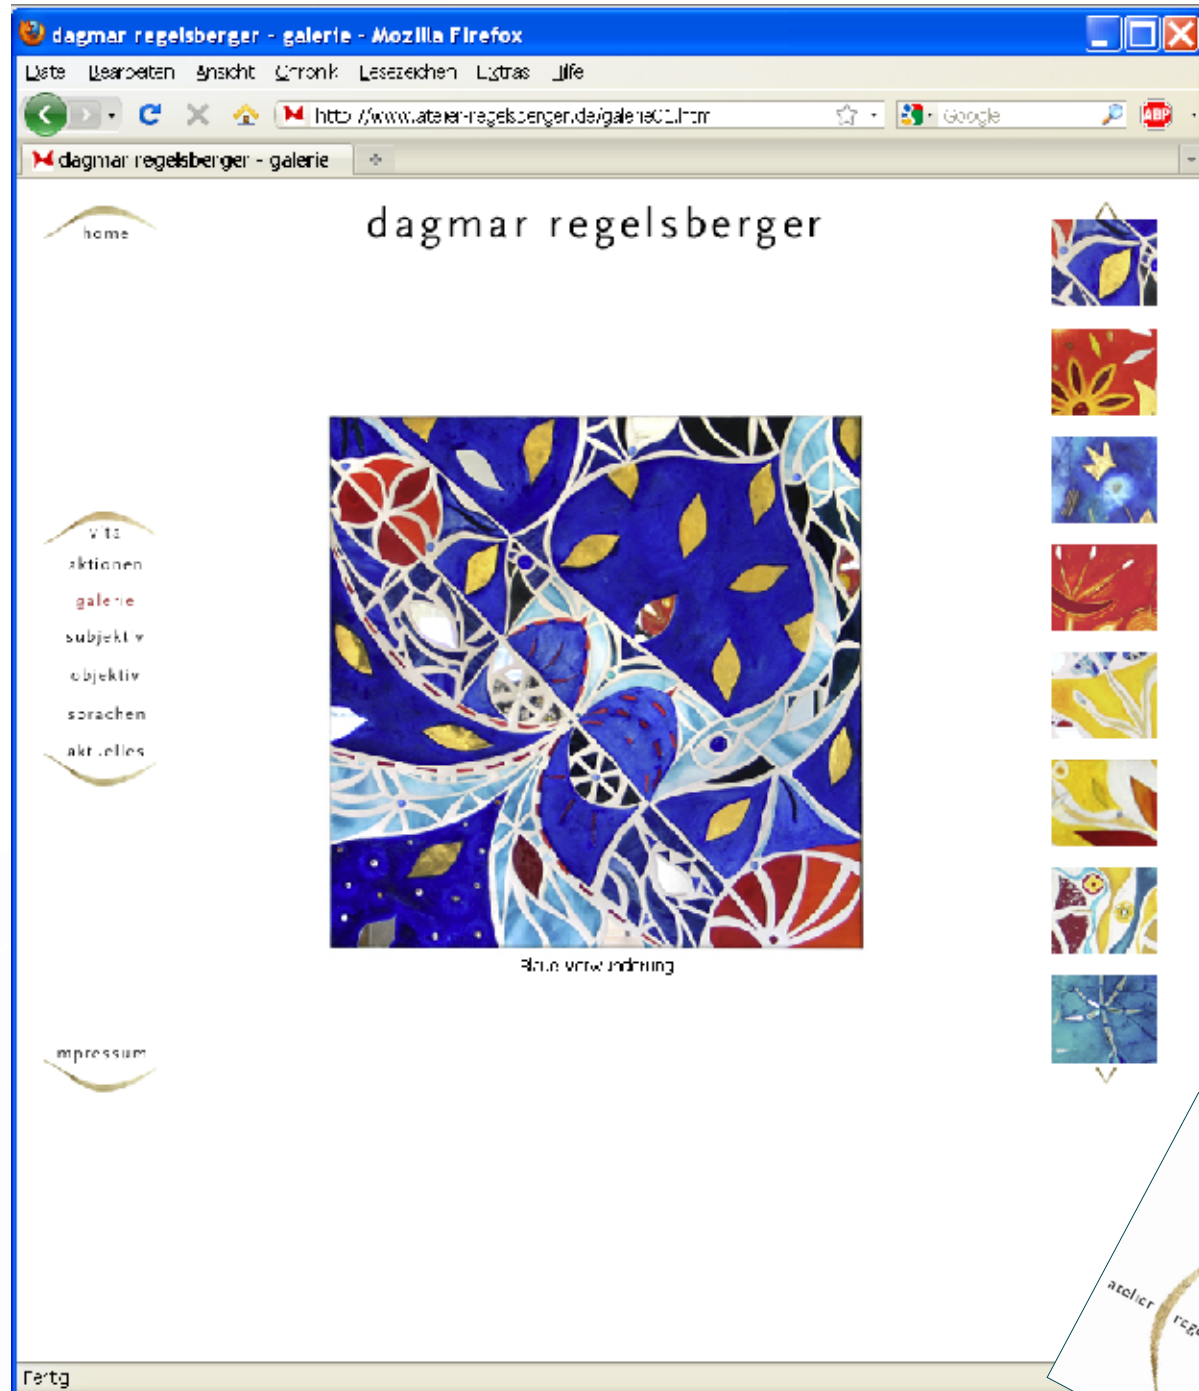 dagmar regelsberger - galerie - Mozilla Firefox
Datei Bearbeiten Ansicht Chronik Lesezeichen Extras Hilfe
http://www.atelier-regelsberger.de/galerie01.htm
Google
ABP
dagmar regelsberger - galerie
home
dagmar regelsberger
vita
aktionen
galerie
subjektiv
objektiv
sprachen
aktuelles
Blaue Verwunderung
impressum
atelier
Fertig